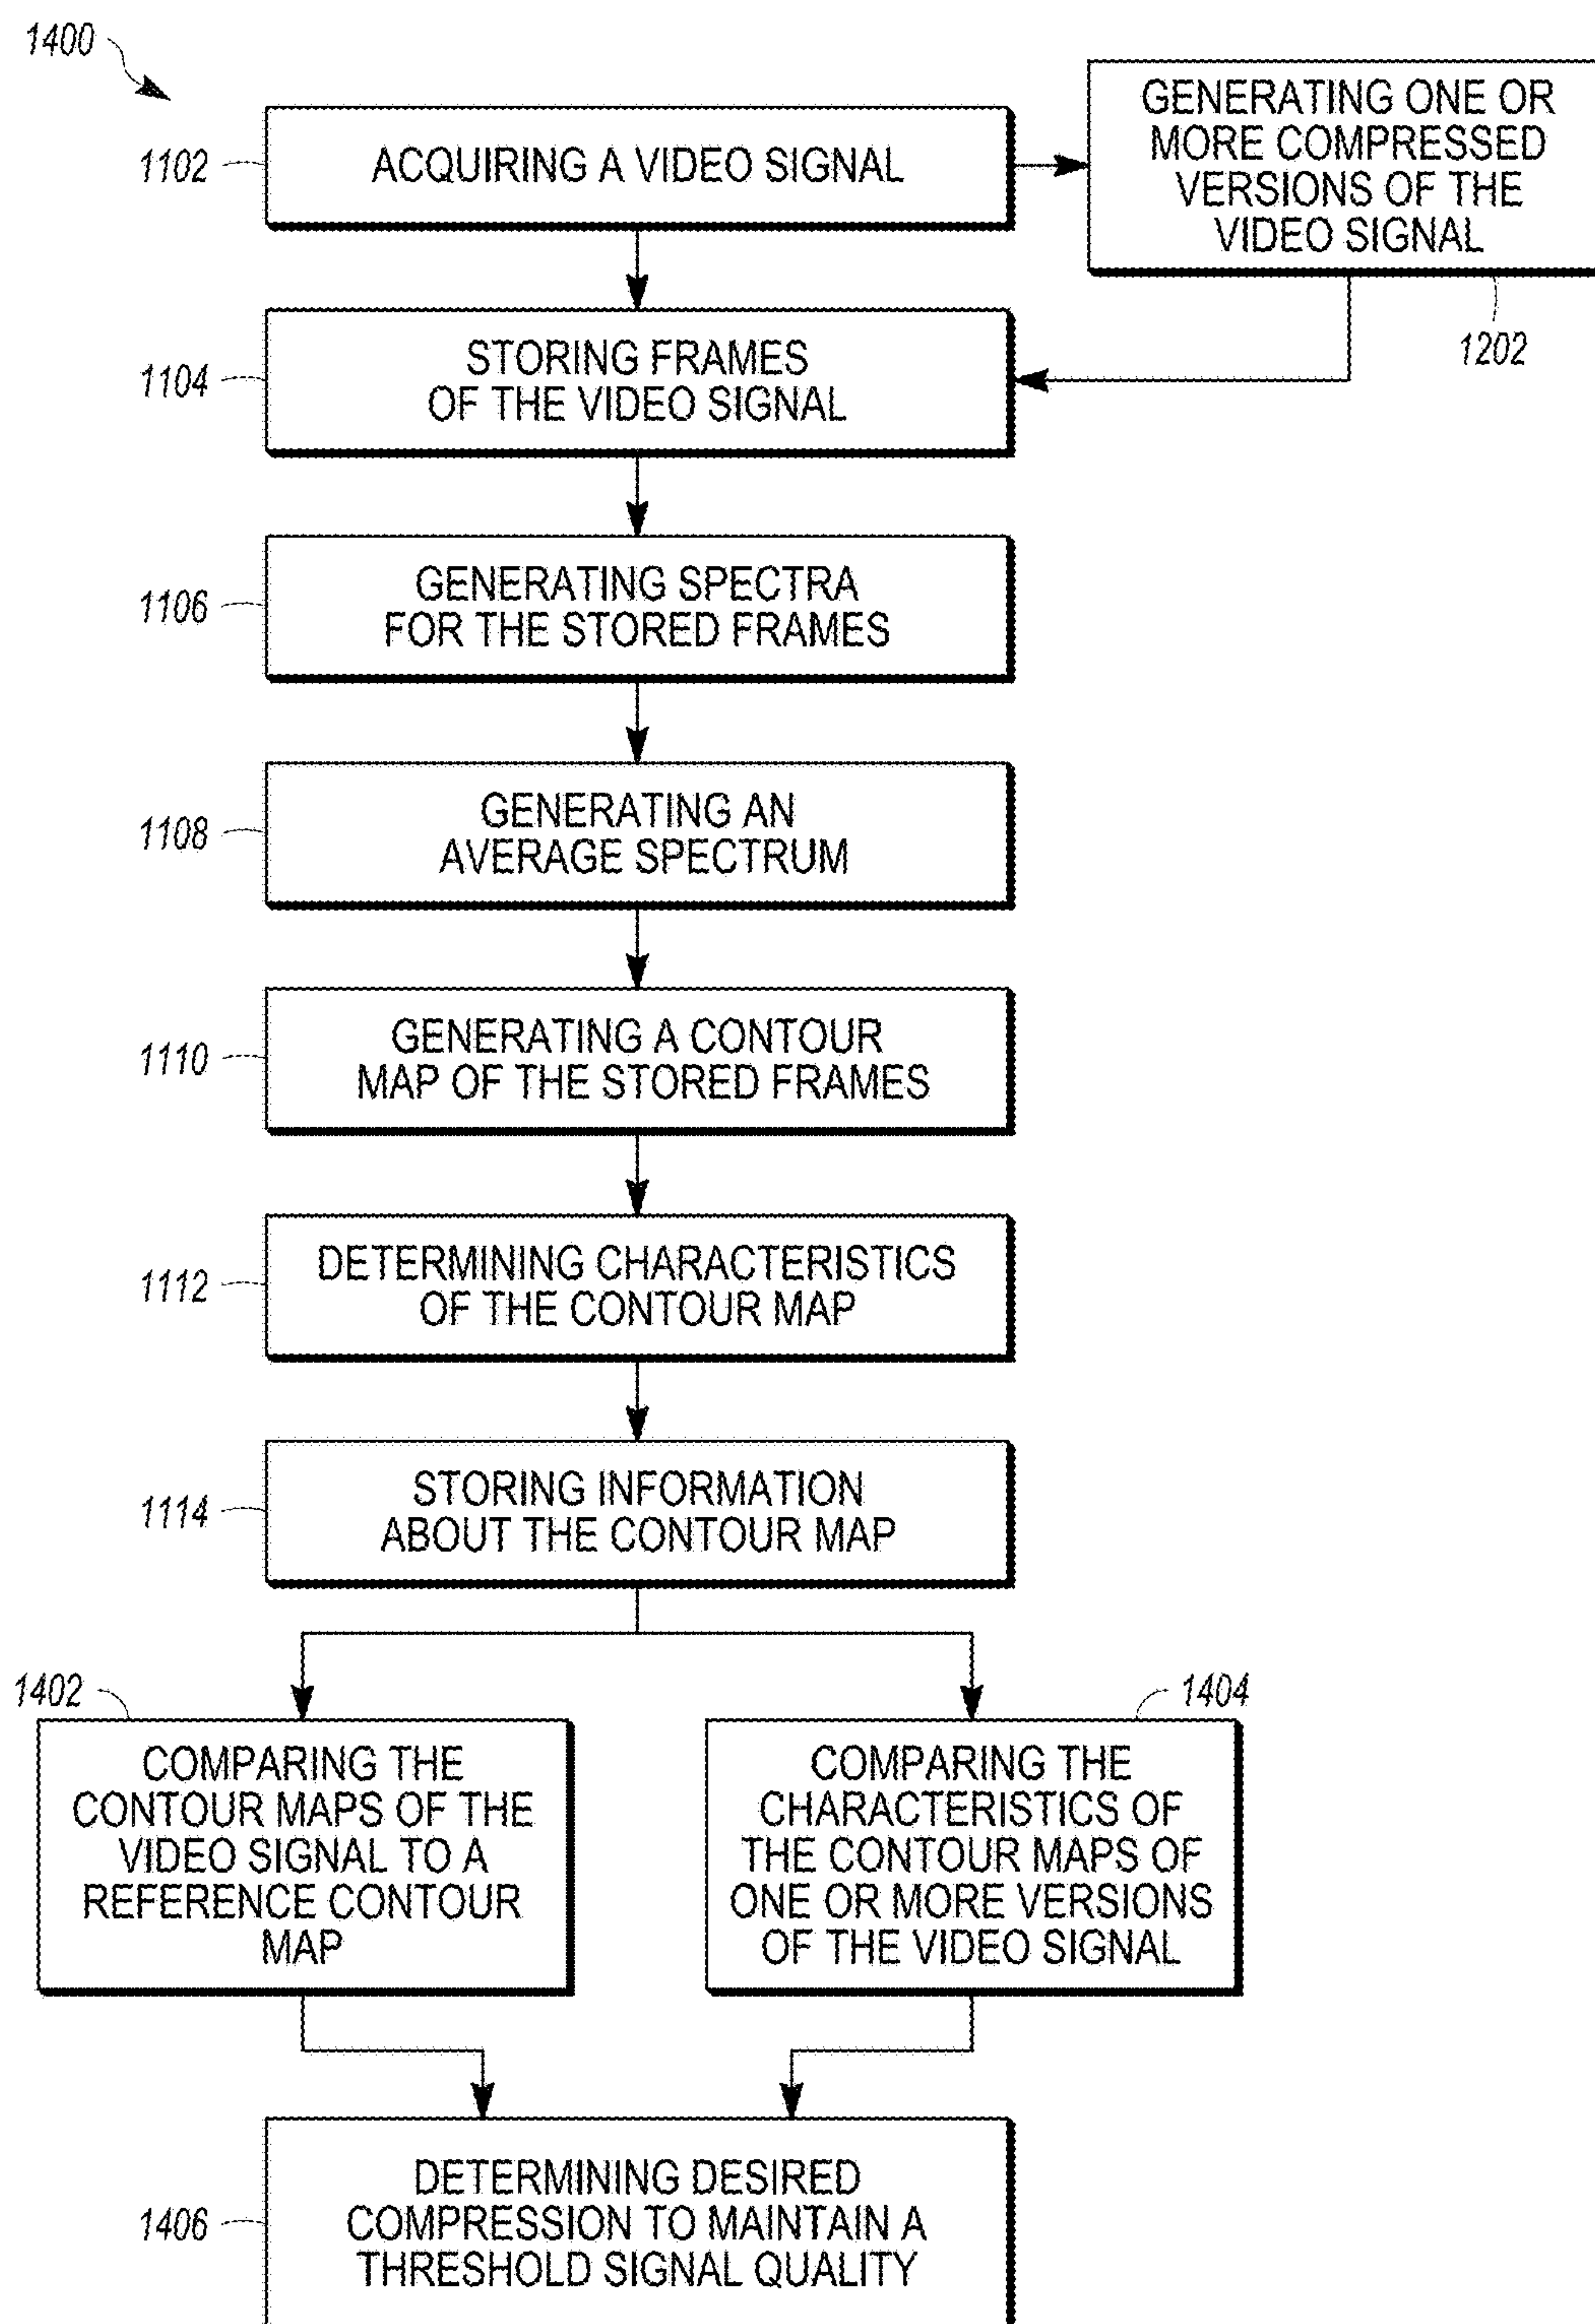 1400
1102
ACQUIRING A VIDEO SIGNAL
GENERATING ONE OR
MORE COMPRESSED
VERSIONS OF THE
VIDEO SIGNAL
1202
1104
STORING FRAMES
OF THE VIDEO SIGNAL
1106
GENERATING SPECTRA
FOR THE STORED FRAMES
1108
GENERATING AN
AVERAGE SPECTRUM
1110
GENERATING A CONTOUR
MAP OF THE STORED FRAMES
1112
DETERMINING CHARACTERISTICS
OF THE CONTOUR MAP
1114
STORING INFORMATION
ABOUT THE CONTOUR MAP
1402
COMPARING THE
CONTOUR MAPS OF THE
VIDEO SIGNAL TO A
REFERENCE CONTOUR
MAP
1404
COMPARING THE
CHARACTERISTICS OF
THE CONTOUR MAPS OF
ONE OR MORE VERSIONS
OF THE VIDEO SIGNAL
1406
DETERMINING DESIRED
COMPRESSION TO MAINTAIN A
THRESHOLD SIGNAL QUALITY